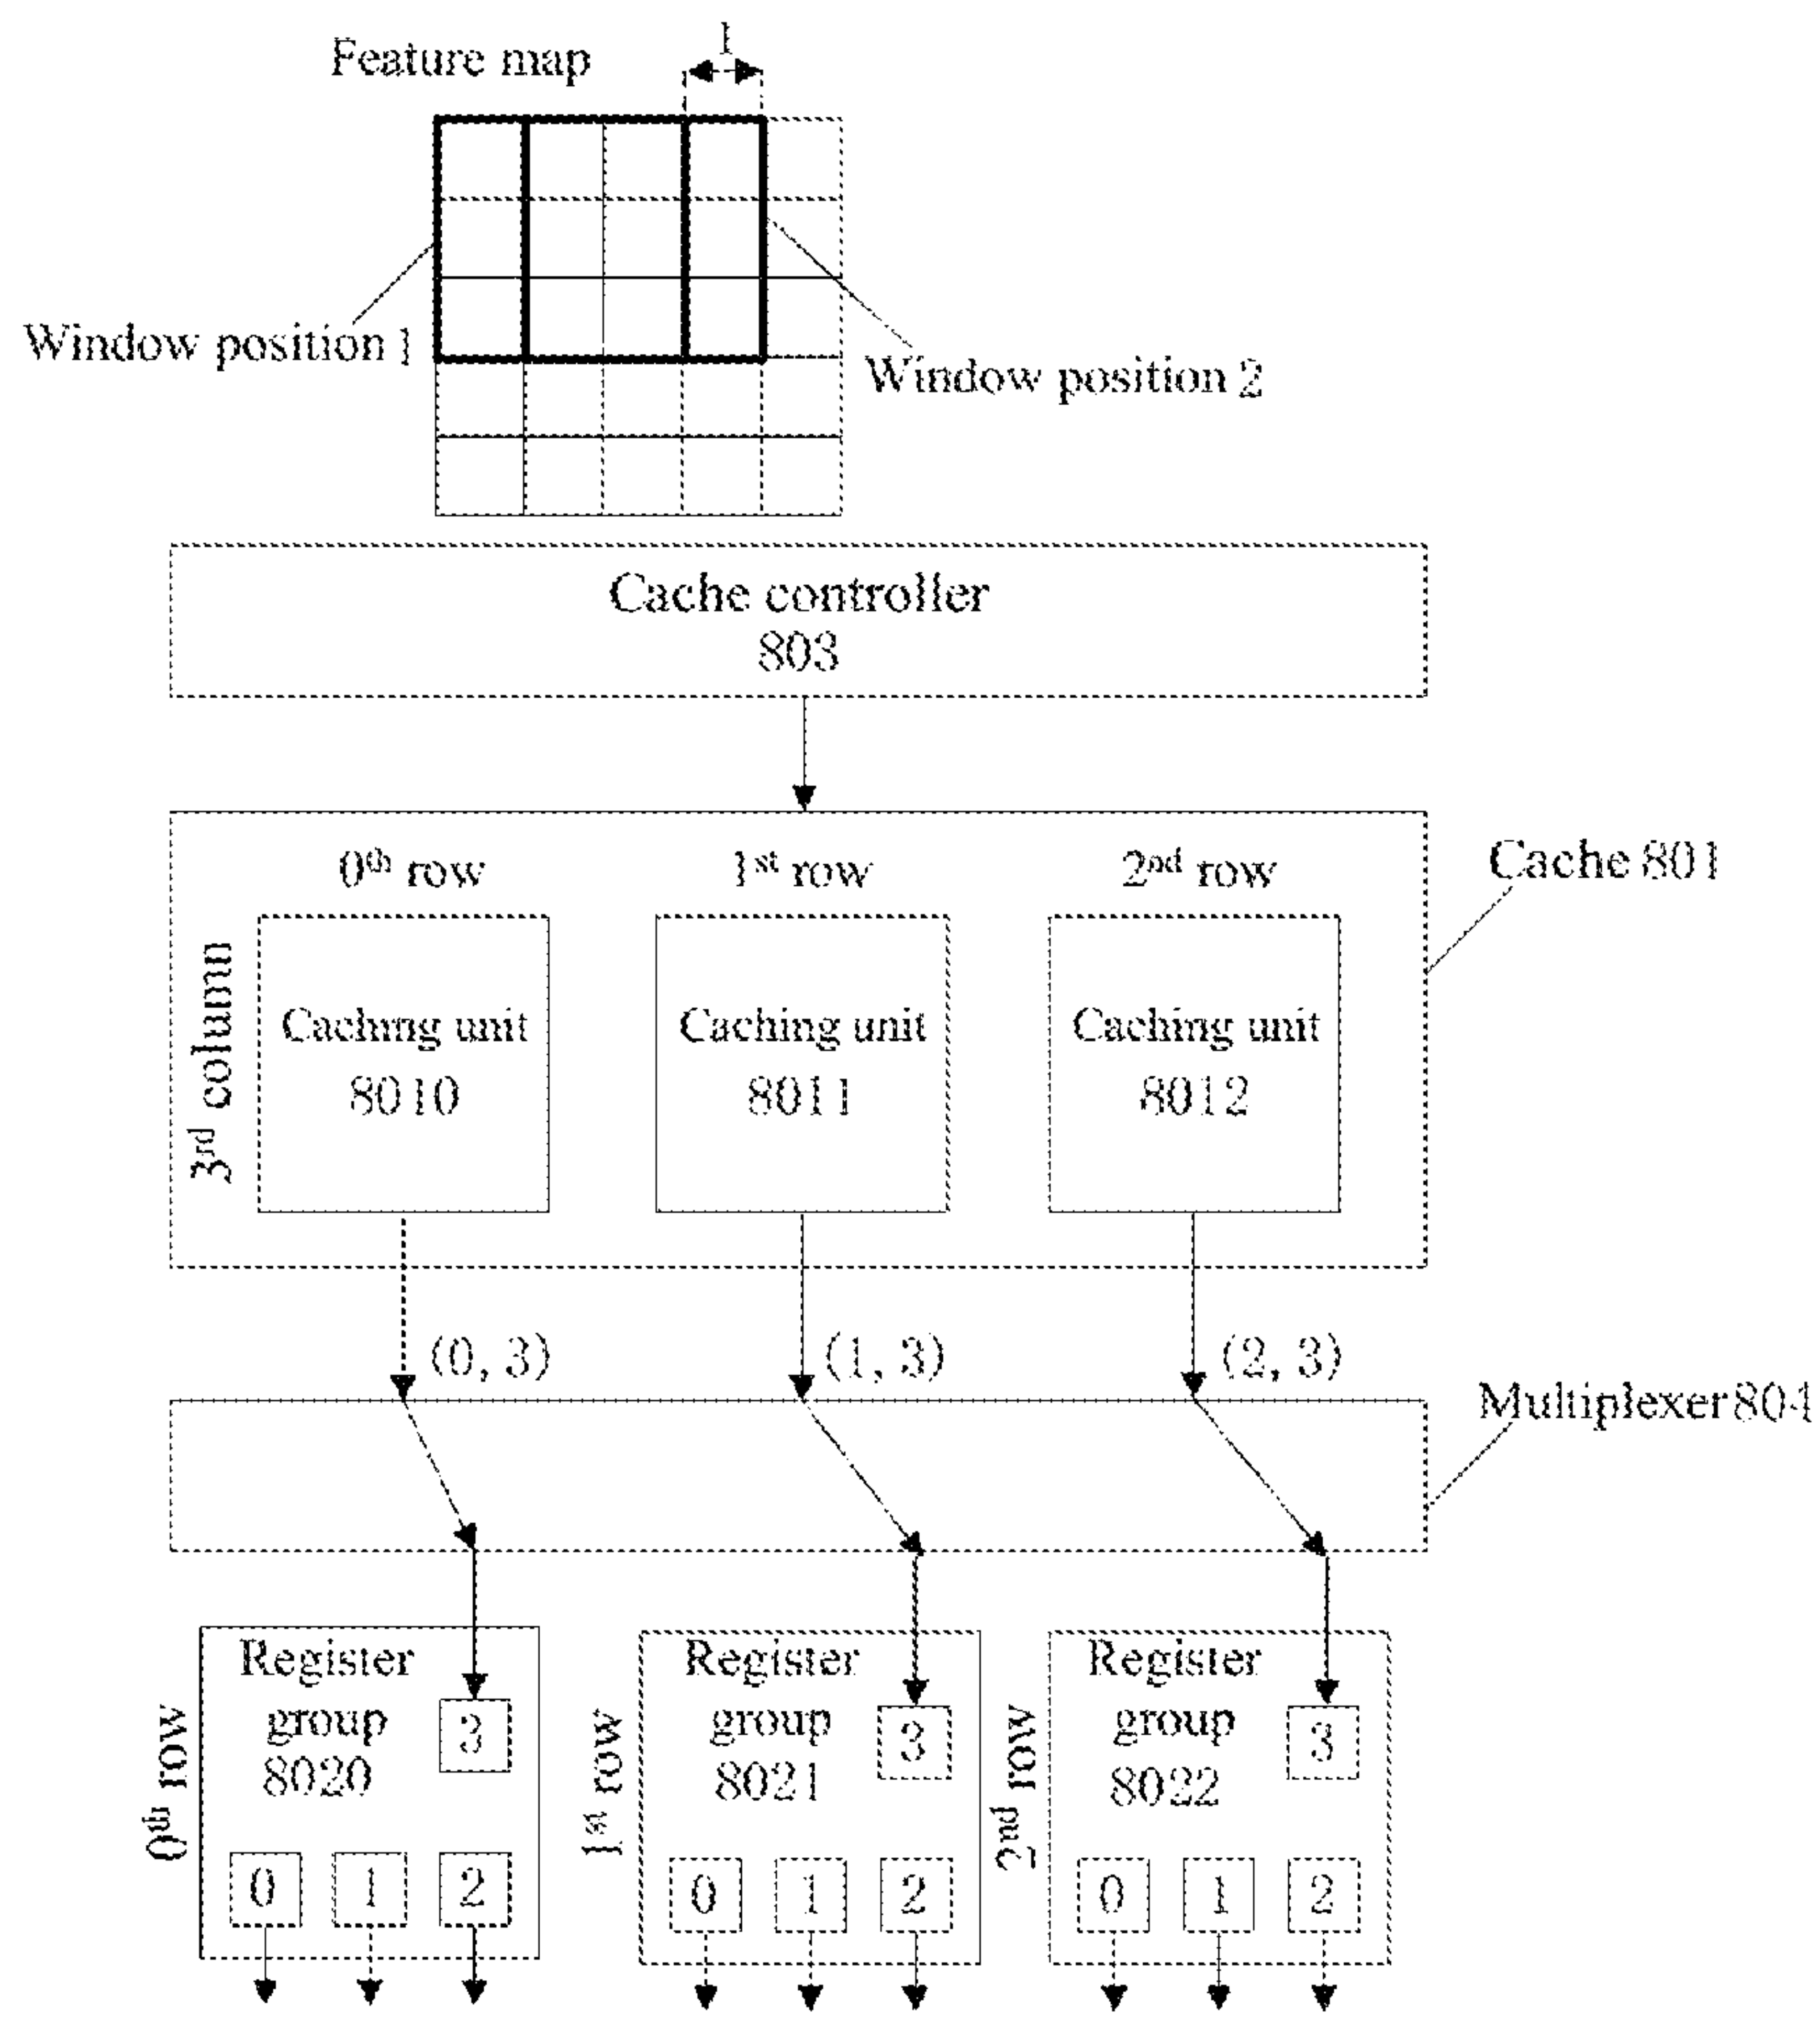 Feature map
1
Window position 1
Window position 2
Cache controller
803
0th row
1st row
2nd row
Cache 801
3rd column
Caching unit
8010
Caching unit
8011
Caching unit
8012
(0, 3)
(1, 3)
(2, 3)
Multiplexer 804
0th row
Register
group
8020
3
0
1
2
1st row
Register
group
8021
3
0
1
2
2nd row
Register
group
8022
3
0
1
2